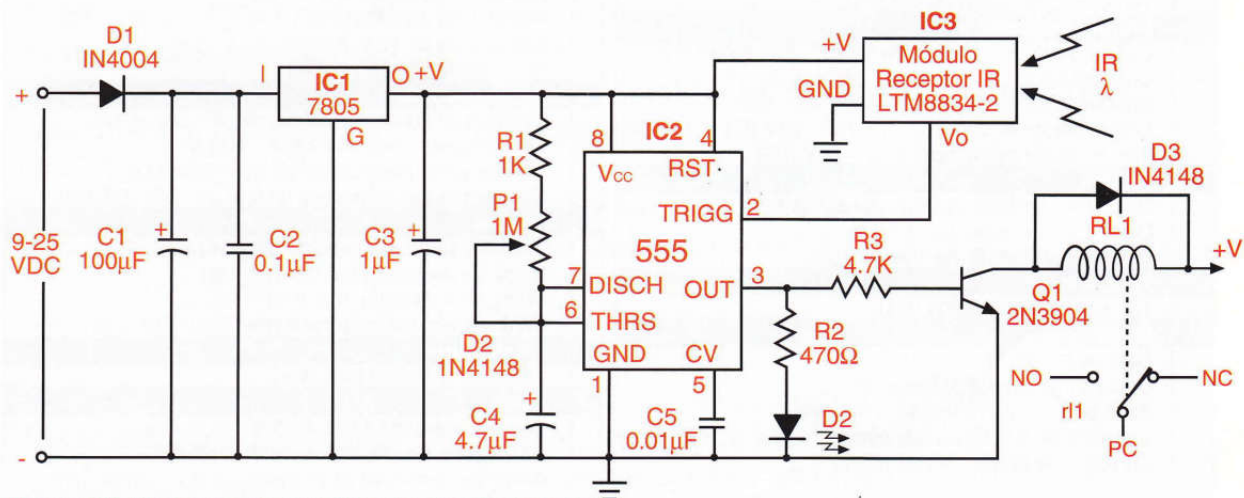 D1
IN4004
+
I
IC1
7805
O
+V
G
9-25
VDC
-
C1
100µF
+
C2
0.1µF
C3
1µF
+
R1
1K
P1
1M
D2
1N4148
C4
4.7µF
+
IC2
8
4
Vcc
RST
TRIGG
2
555
7
DISCH
OUT
3
6
THRS
GND
CV
1
5
C5
0.01µF
IC3
+V
GND
Módulo
Receptor IR
LTM8834-2
Vo
IR
λ
R3
4.7K
R2
470Ω
D2
D3
IN4148
RL1
+V
Q1
2N3904
NO
NC
rl1
PC